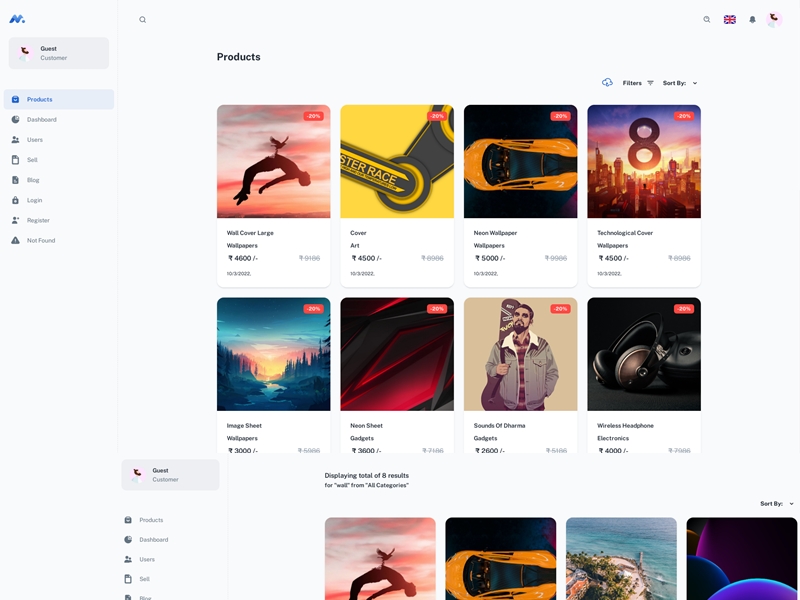 Guest
Customer
Products
Dashboard
Users
Sell
Blog
Login
Register
Not Found
Products
Filters
Sort By:
-20%
-20%
-20%
-20%
STER RACE
Wall Cover Large
Wallpapers
₹ 4600 /-
₹ 9186
10/3/2022,
Cover
Art
₹ 4500 /-
₹ 8986
10/3/2022,
Neon Wallpaper
Wallpapers
₹ 5000 /-
₹ 9986
10/3/2022,
Technological Cover
Wallpapers
₹ 4500 /-
₹ 8986
10/3/2022,
8
-20%
-20%
-20%
-20%
Image Sheet
Wallpapers
₹ 3000 /-
₹ 5986
Neon Sheet
Gadgets
₹ 3600 /-
₹ 7186
Sounds Of Dharma
Gadgets
₹ 2600 /-
₹ 5186
Wireless Headphone
Electronics
₹ 4000 /-
₹ 7986
Guest
Customer
Products
Dashboard
Users
Sell
Blog
Displaying total of 8 results
for "wall" from "All Categories"
Sort By: